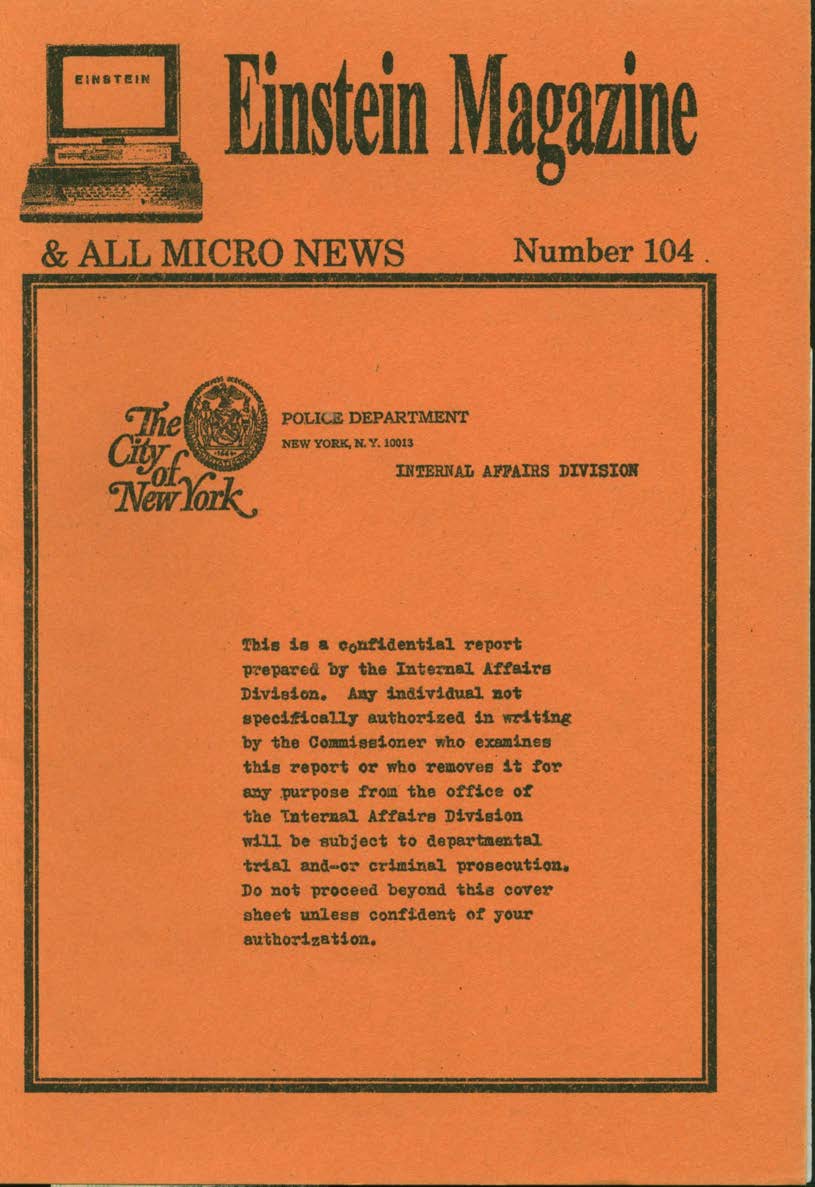 EINSTEIN
Einstein Magazine
& ALL MICRO NEWS Number 104
The
City
of
New York
POLICE DEPARTMENT
NEW YORK, N.Y. 10013
INTERNAL AFFAIRS DIVISION
This is a confidential report
prepared by the Internal Affairs
Division. Any individual not
specifically authorized in writing
by the Commissioner who examines
this report or who removes it for
any purpose from the office of
the Internal Affairs Division
will be subject to departmental
trial and-or criminal prosecution.
Do not proceed beyond this cover
sheet unless confident of your
authorization.